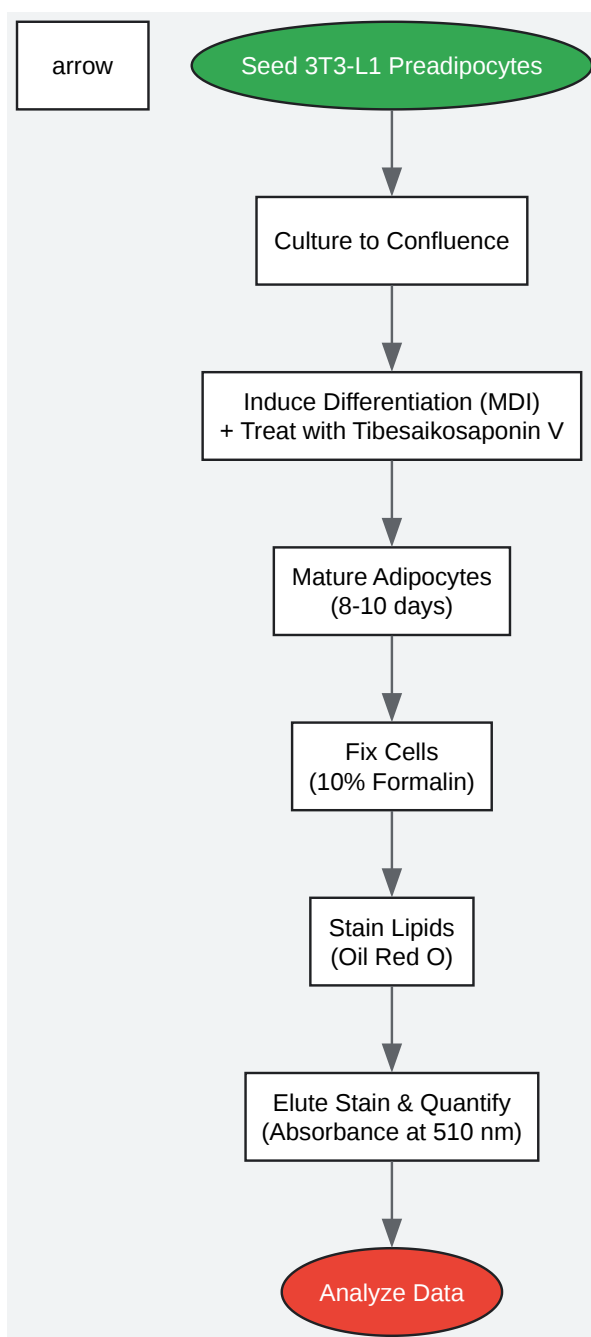 arrow
Seed 3T3-L1 Preadipocytes
Culture to Confluence
Induce Differentiation (MDI)
+ Treat with Tibesaikosaponin V
Mature Adipocytes
(8-10 days)
Fix Cells
(10% Formalin)
Stain Lipids
(Oil Red O)
Elute Stain & Quantify
(Absorbance at 510 nm)
Analyze Data